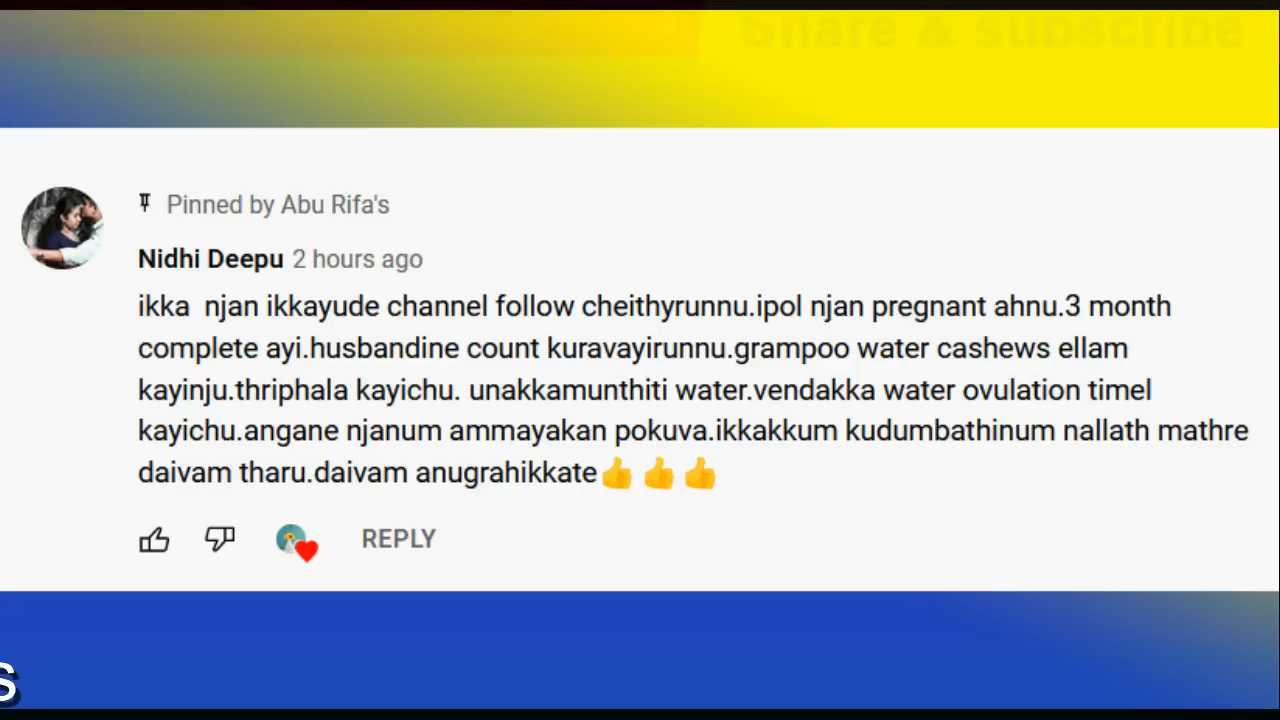 Share & subscribe
Pinned by Abu Rifa's
Nidhi Deepu 2 hours ago
ikka njan ikkayude channel follow cheithyrunnu.ipol njan pregnant ahnu.3 month
complete ayi.husbandine count kuravayirunnu.grampoo water cashews ellam
kayinju.thriphala kayichu. unakkamunthiti water.vendakka water ovulation timel
kayichu.angane njanum ammayakan pokuva.ikkakkum kudumbathinum nallath mathre
daivam tharu.daivam anugrahikkate👍👍👍
REPLY
s